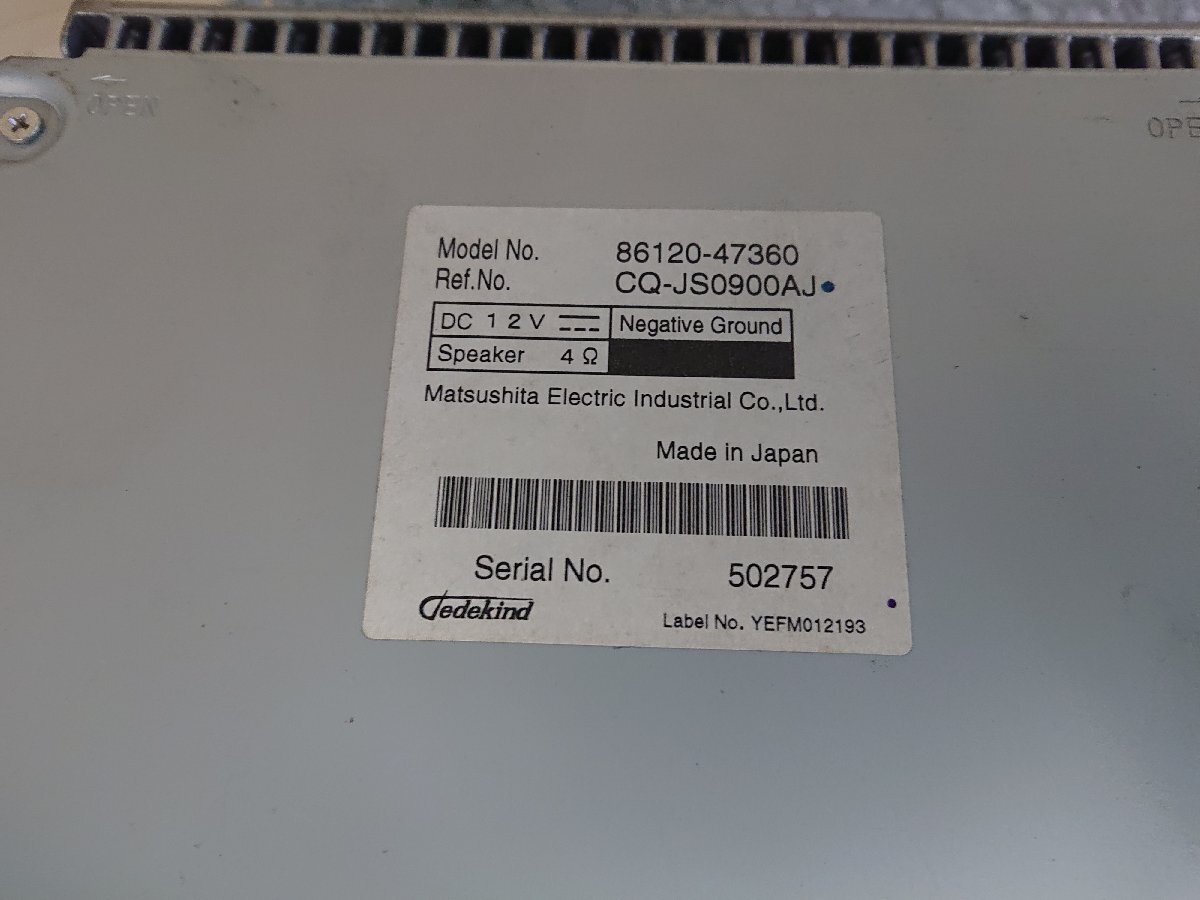 OPEN
OPE
Model No. 86120-47360
Ref.No. CQ-JS0900AJ
DC 12V Negative Ground
Speaker 4Ω
Matsushita Electric Industrial Co.,Ltd.
Made in Japan
Serial No. 502757
Gedekind
Label No. YEFM012193